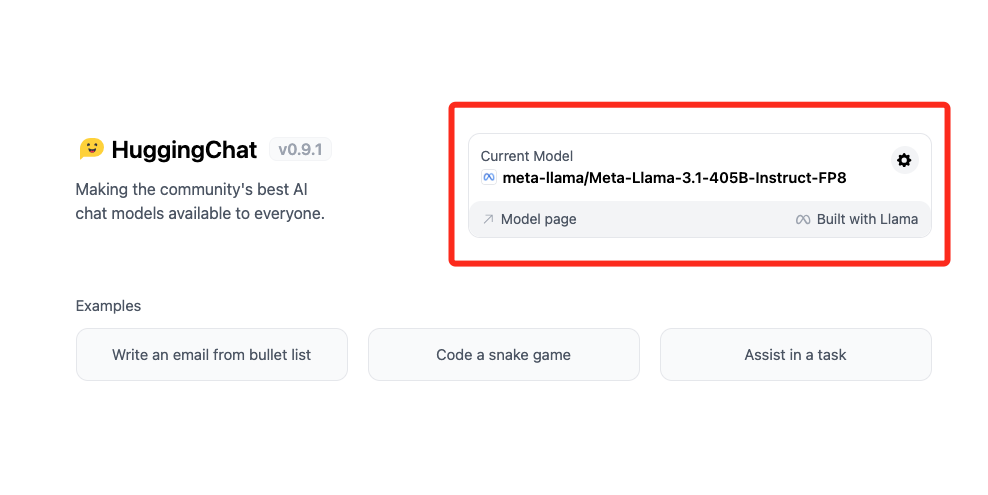 HuggingChat v0.9.1
Making the community's best AI
chat models available to everyone.
Current Model
meta-llama/Meta-Llama-3.1-405B-Instruct-FP8
Model page
Built with Llama
Examples
Write an email from bullet list
Code a snake game
Assist in a task